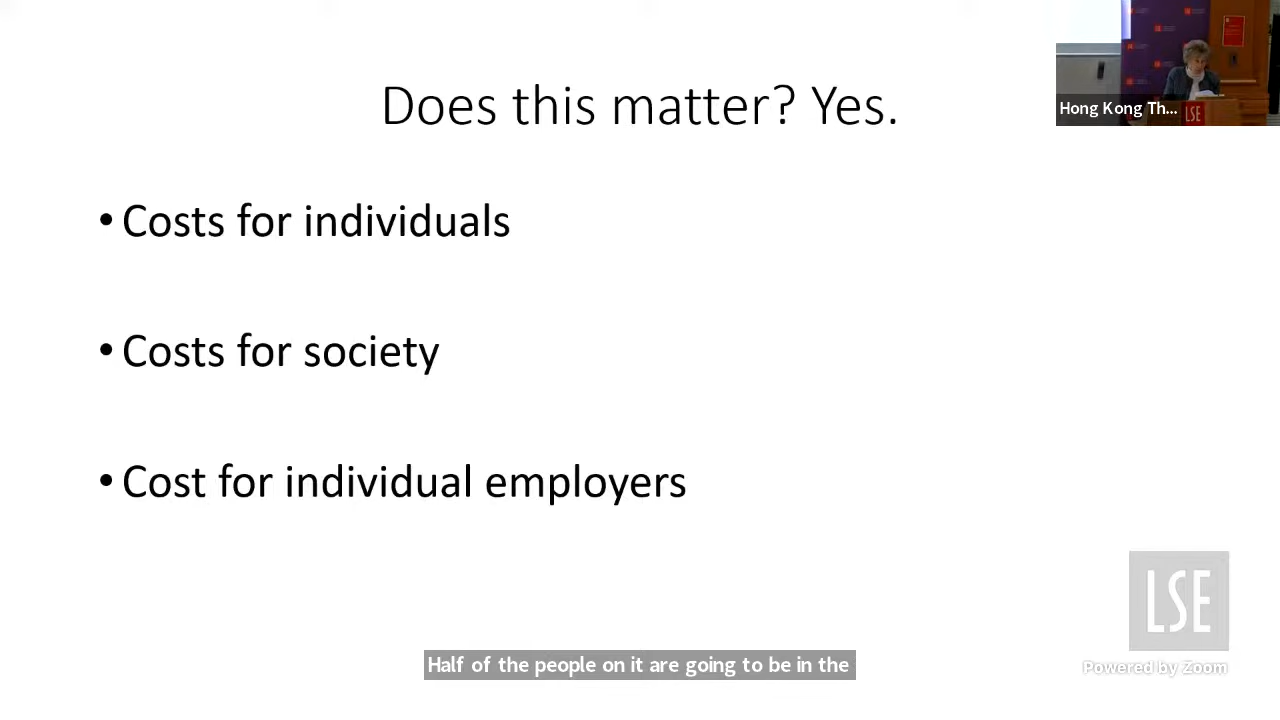 Does this matter? Yes.
Hong Kong Th...
LSE
• Costs for individuals
• Costs for society
• Cost for individual employers
LSE
Half of the people on it are going to be in the
Powered by Zoom